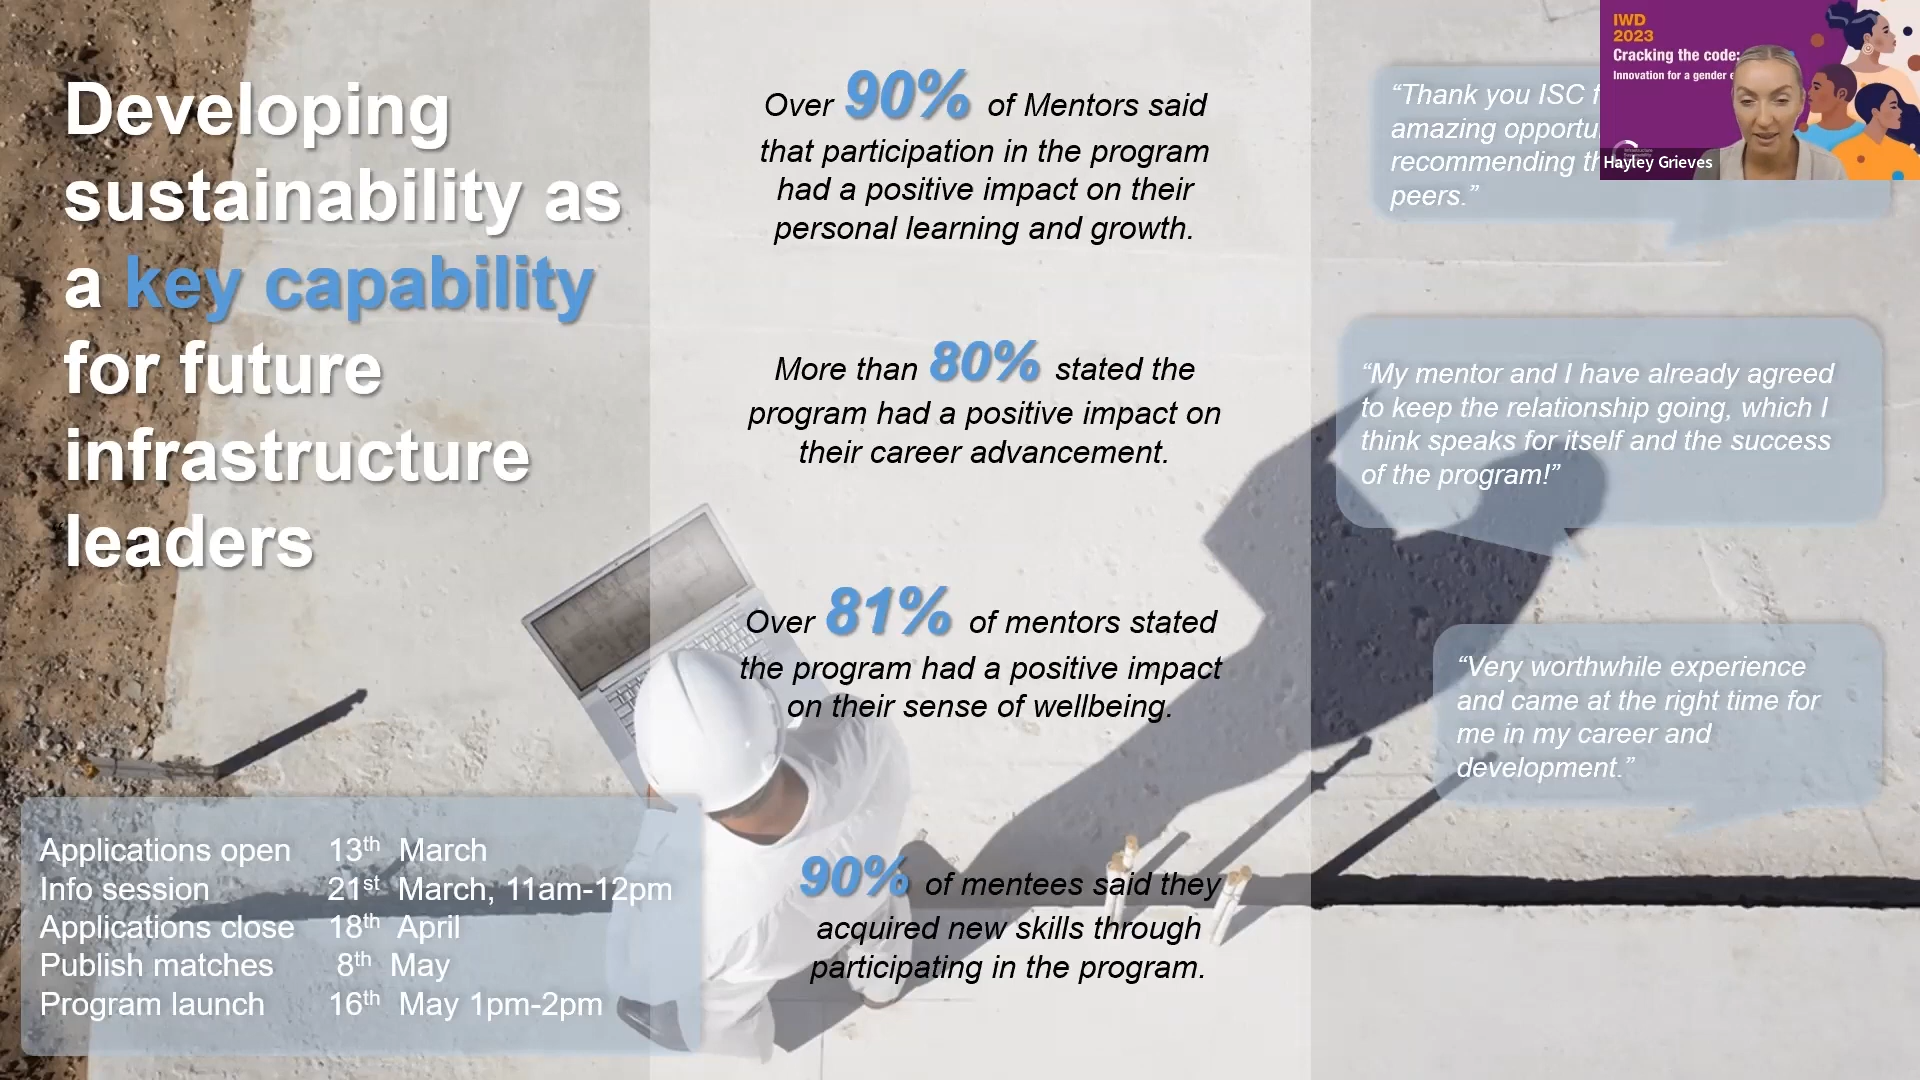 Developing
sustainability as
a key capability
for future
infrastructure
leaders
Applications open 13th March
Info session 21st March, 11am-12pm
Applications close 18th April
Publish matches 8th May
Program launch 16th May 1pm-2pm
Over 90% of Mentors said
that participation in the program
had a positive impact on their
personal learning and growth.
More than 80% stated the
program had a positive impact on
their career advancement.
Over 81% of mentors stated
the program had a positive impact
on their sense of wellbeing.
90% of mentees said they
acquired new skills through
participating in the program.
“Thank you ISC
amazing
recommending
peers.”
“My mentor and I have already agreed
to keep the relationship going, which I
think speaks for itself and the success
of the program!”
“Very worthwhile experience
and came at the right time for
me in my career and
development.”
IWD
2023
Cracking the code:
Innovation for a gender
Hayley Grieves